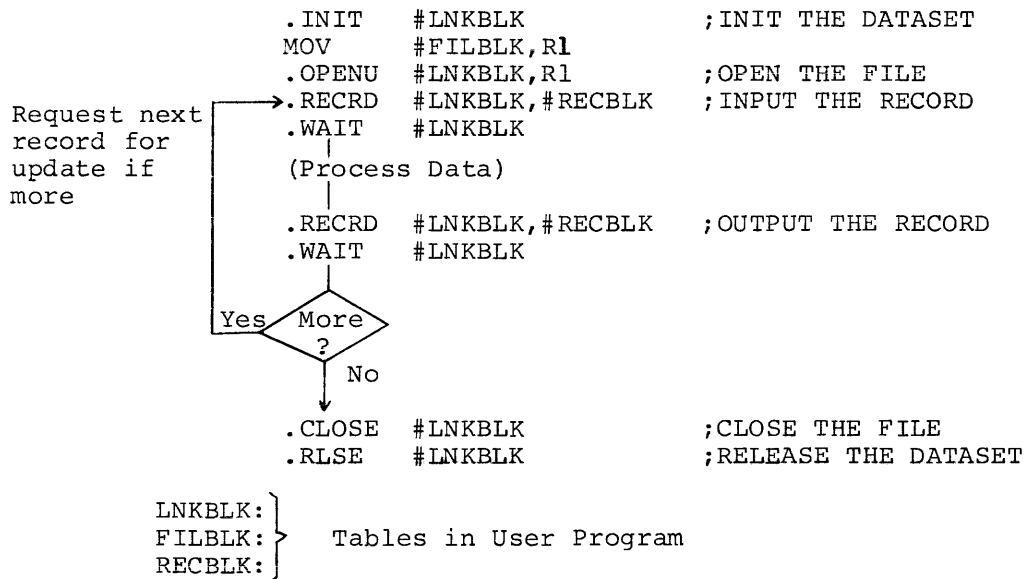 .INIT #LNKBLK ;INIT THE DATASET
MOV #FILBLK,R1
.OPENU #LNKBLK,R1 ;OPEN THE FILE
.RECRD #LNKBLK,#RECBLK ;INPUT THE RECORD
.WAIT #LNKBLK
Request next
record for
update if
more
(Process Data)
.RECRD #LNKBLK,#RECBLK ;OUTPUT THE RECORD
.WAIT #LNKBLK
Yes More
?
No
.CLOSE #LNKBLK ;CLOSE THE FILE
.RLSE #LNKBLK ;RELEASE THE DATASET
LNKBLK:
FILBLK: Tables in User Program
RECBLK: